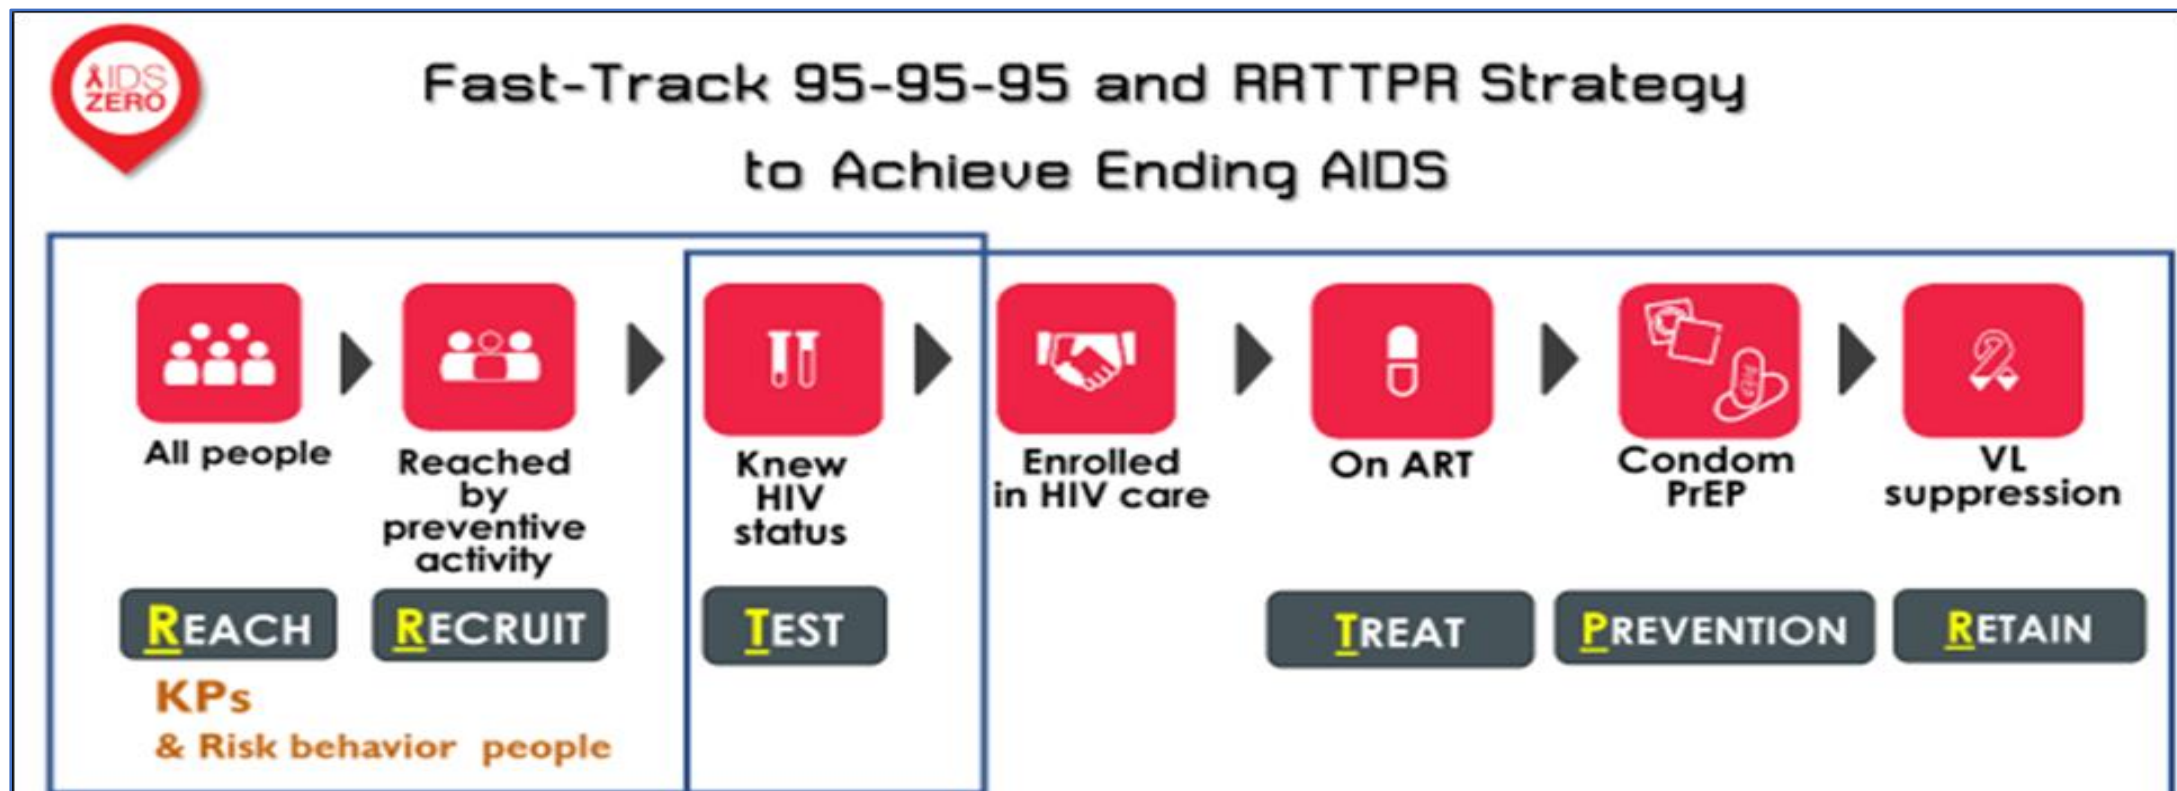 AIDS
ZERO
Fast-Track 95-95-95 and RRTTPR Strategy
to Achieve Ending AIDS
All people
Reached
by
preventive
activity
Knew
HIV
status
Enrolled
in HIV care
On ART
Condom
PrEP
VL
suppression
REACH
RECRUIT
TEST
TREAT
PREVENTION
RETAIN
KPs
& Risk behavior people